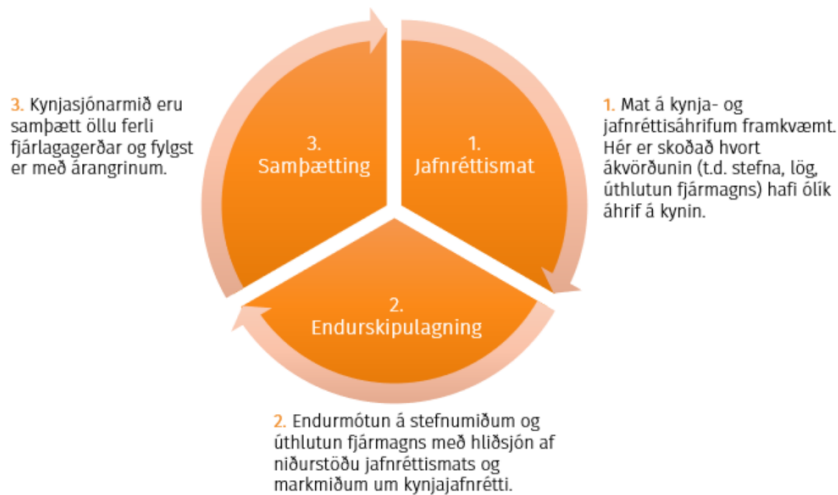 1.
Jafnréttismat
1. Mat á kynja- og
jafnréttisáhrifum framkvæmt.
Hér er skoðað hvort
ákvörðunin (t.d. stefna, lög,
úthlutun fjármagns) hafi ólík
áhrif á kynin.
2.
Endurskipulagning
2. Endurmótun á stefnumiðum og
úthlutun fjármagns með hliðsjón af
niðurstöðu jafnréttismats og
markmiðum um kynjajafnrétti.
3.
Samþætting
3. Kynjasjónarmið eru
samþætt öllu ferli
fjárlagagerðar og fylgst
er með árangrinum.